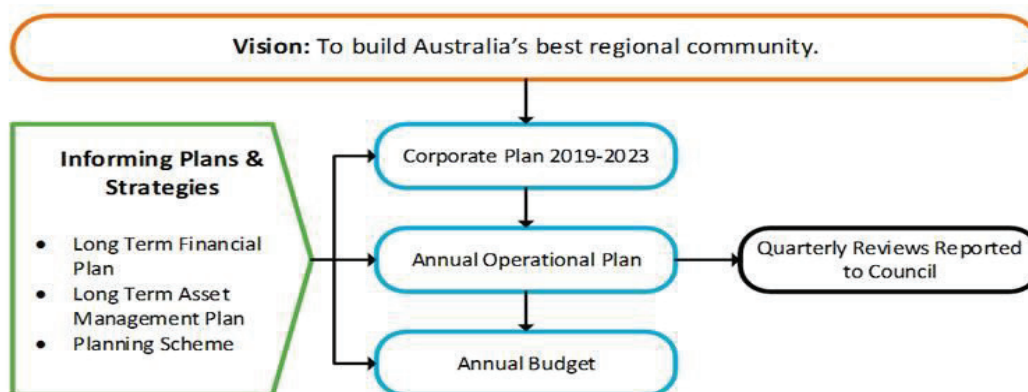 Vision: To build Australia's best regional community.
Informing Plans &
Strategies
● Long Term Financial
Plan
● Long Term Asset
Management Plan
● Planning Scheme
Corporate Plan 2019-2023
Annual Operational Plan
Annual Budget
Quarterly Reviews Reported
to Council